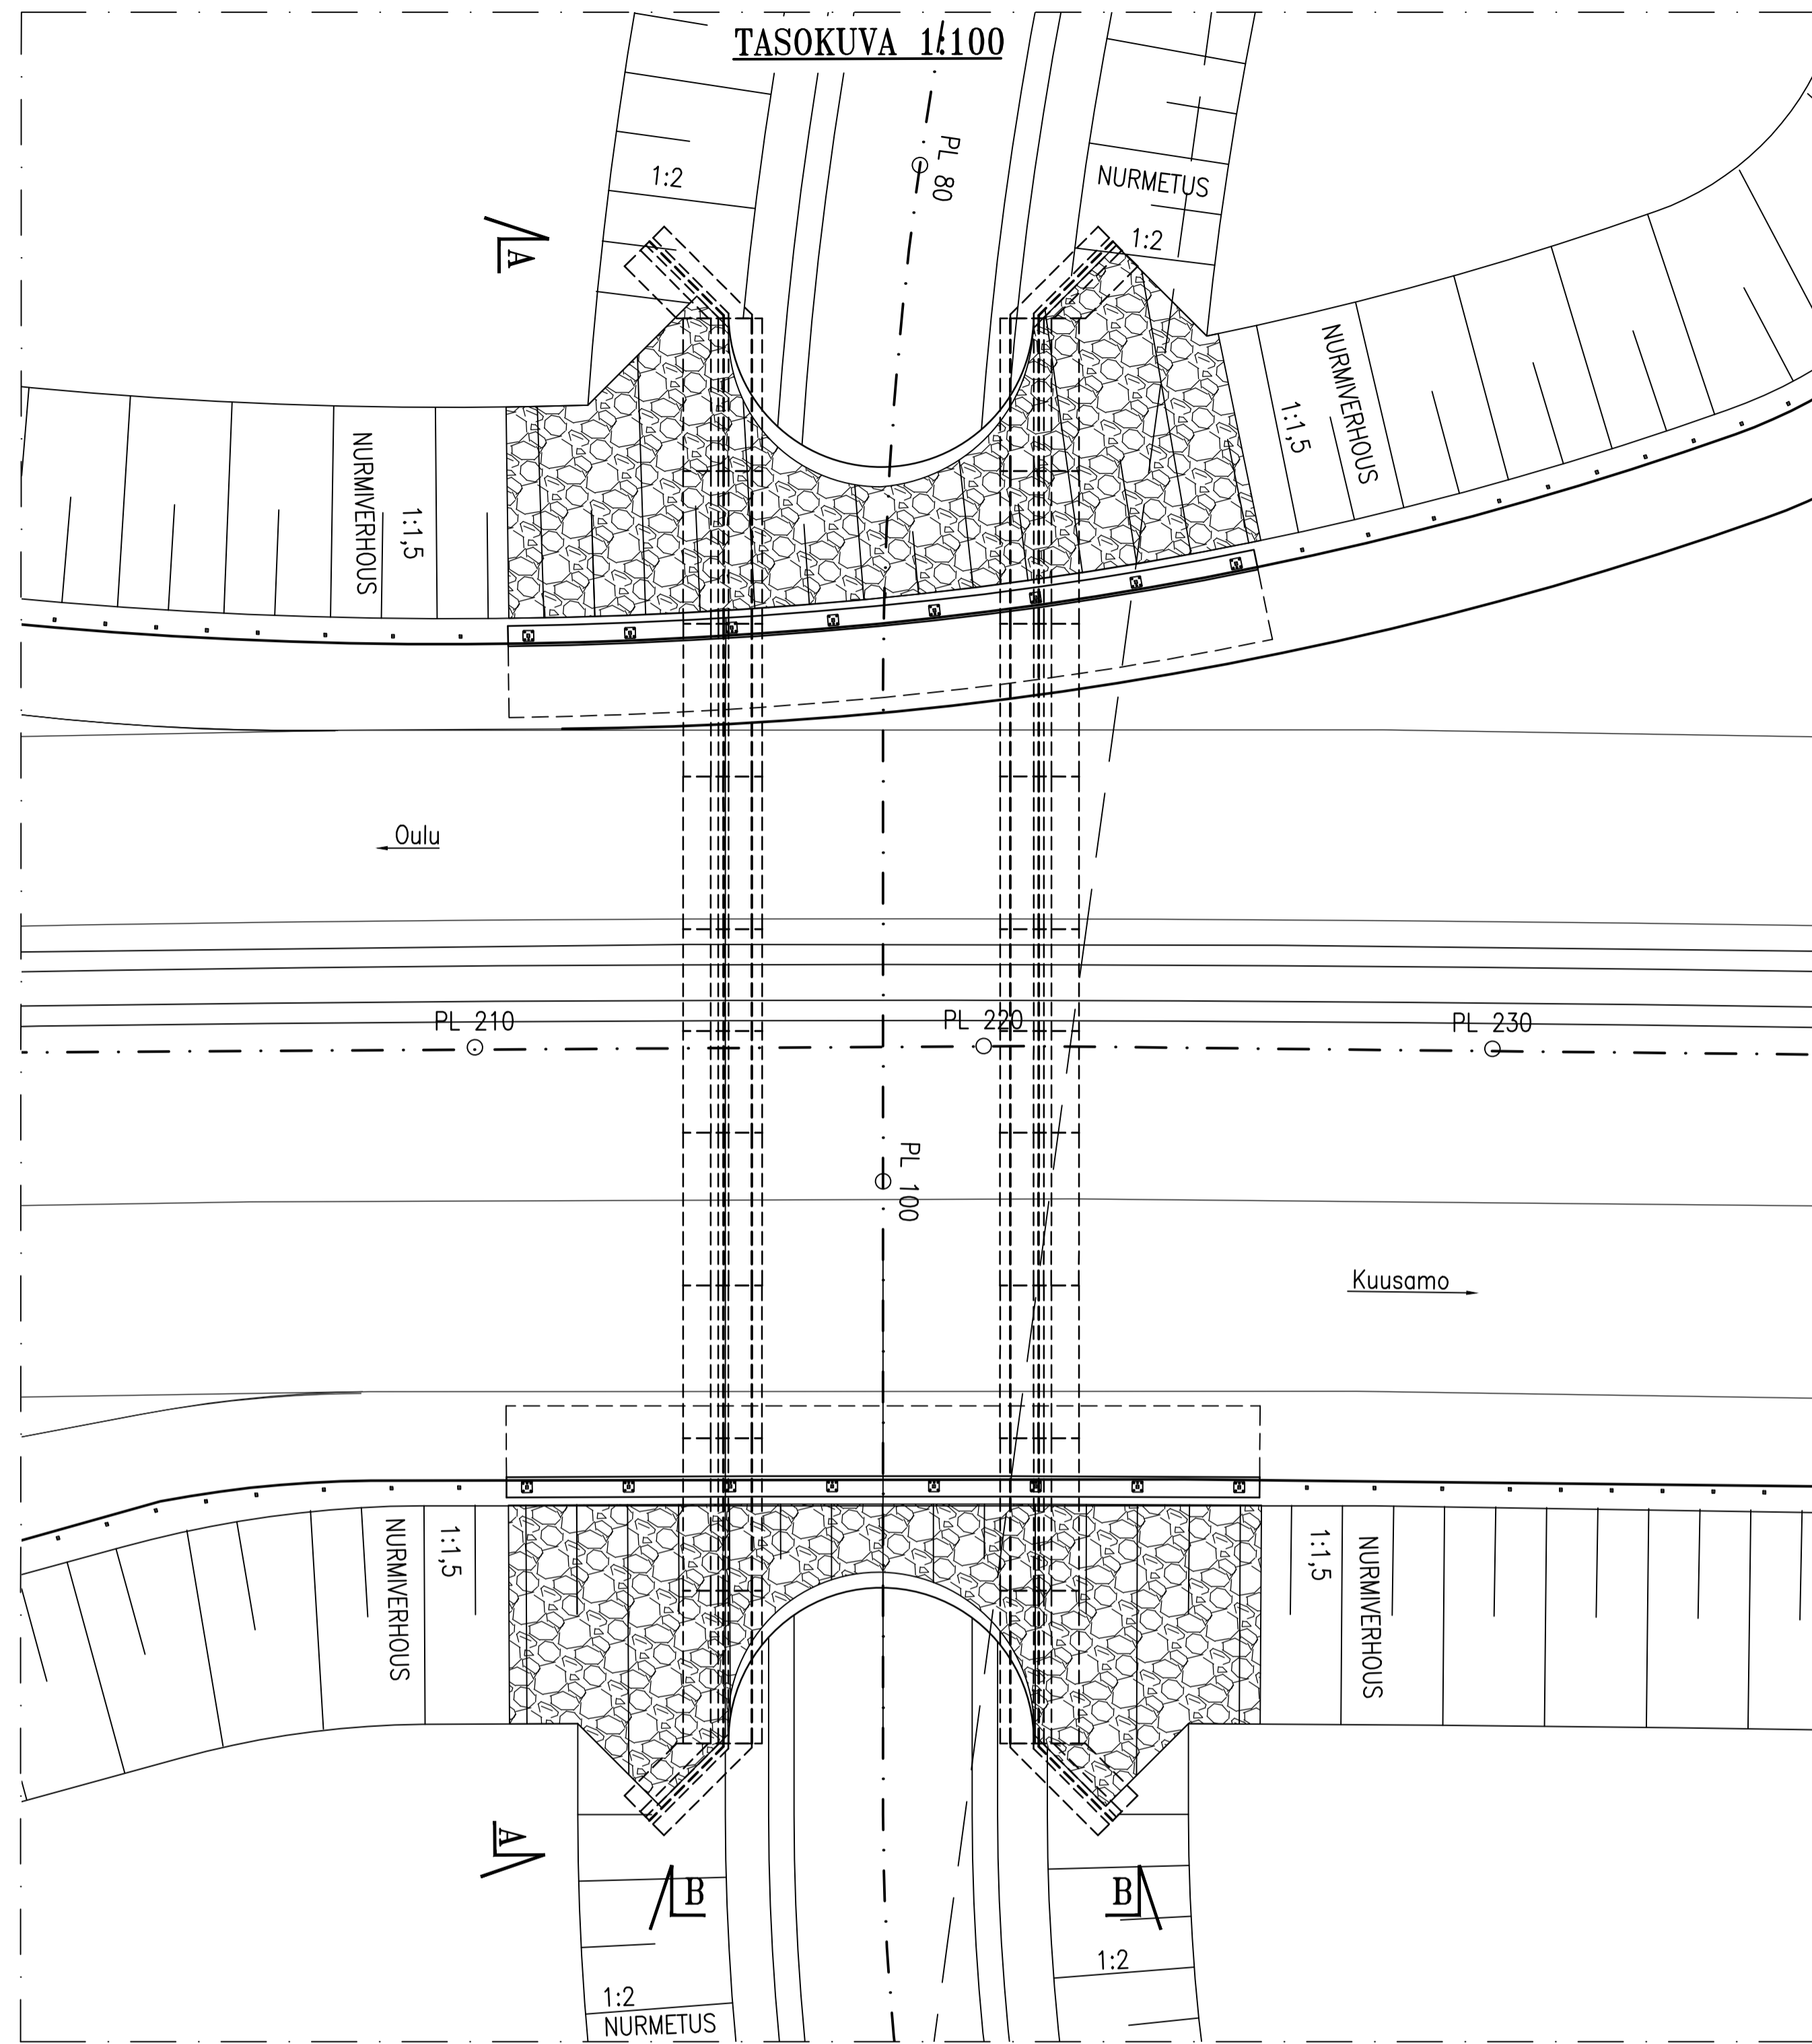 TASOKUVA 1:100
PL 80
1:2
NURMETUS
1:2
A
NURMIVERHOUS
1:1,5
NURMIVERHOUS
1:1,5
Oulu
PL 210
PL 220
PL 230
PL 100
Kuusamo
NURMIVERHOUS
1:1,5
1:1,5
NURMIVERHOUS
A
B
B
1:2
1:2
NURMETUS